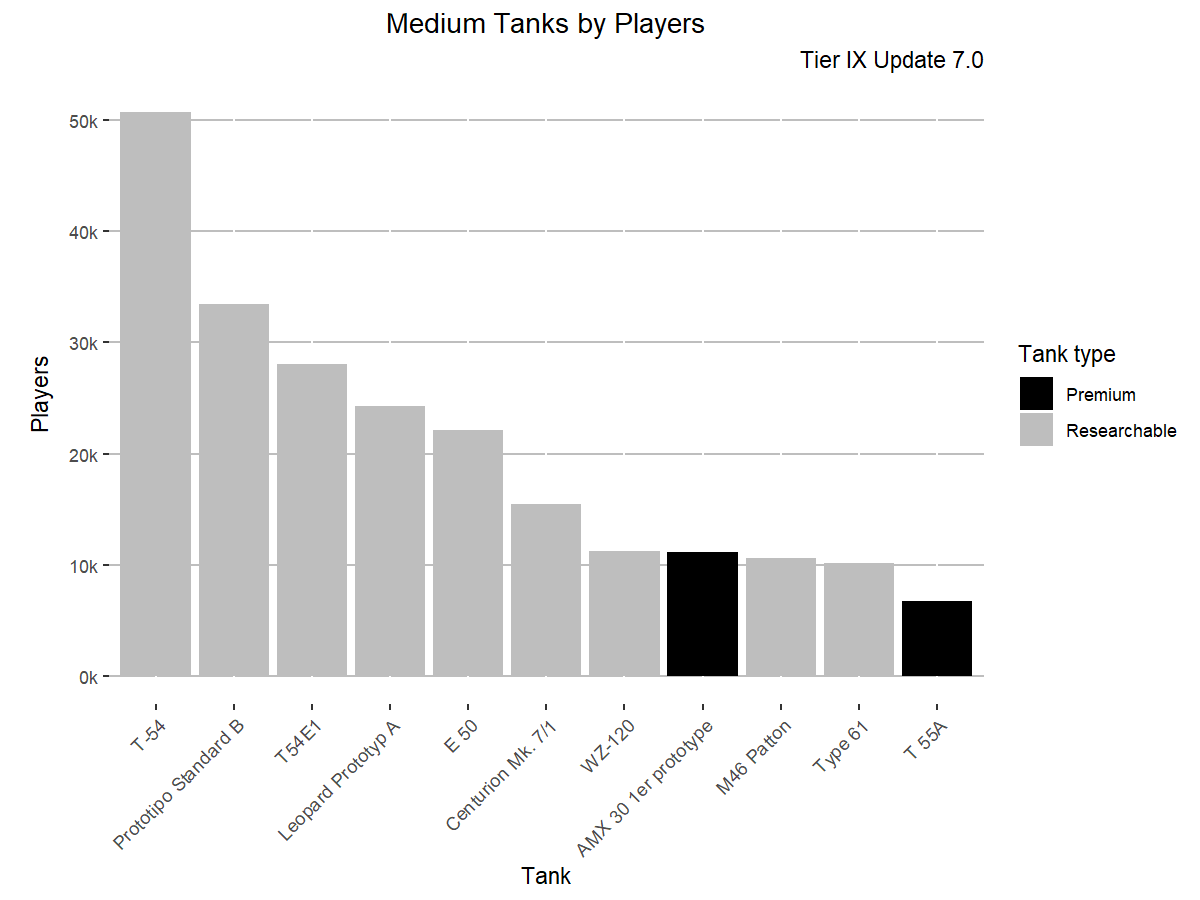 Medium Tanks by Players
Tier IX Update 7.0
50k
40k
30k
20k
10k
0k
Players
T-54
Prototipo Standard B
T54E1
Leopard Prototyp A
E 50
Centurion Mk. 7/1
WZ-120
AMX 30 1er prototype
M46 Patton
Type 61
T 55A
Tank
Tank type
Premium
Researchable